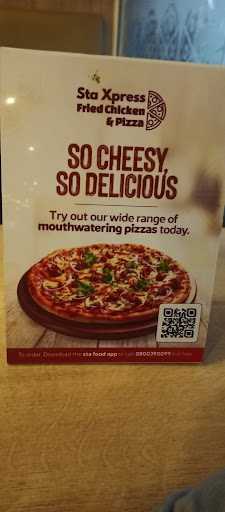 Sta Xpress
Fried Chicken
& Pizza
SO CHEESY,
SO DELICIOUS
Try out our wide range of
mouthwatering pizzas today.
To order. Download the sta food app or call 0800390099 toll free